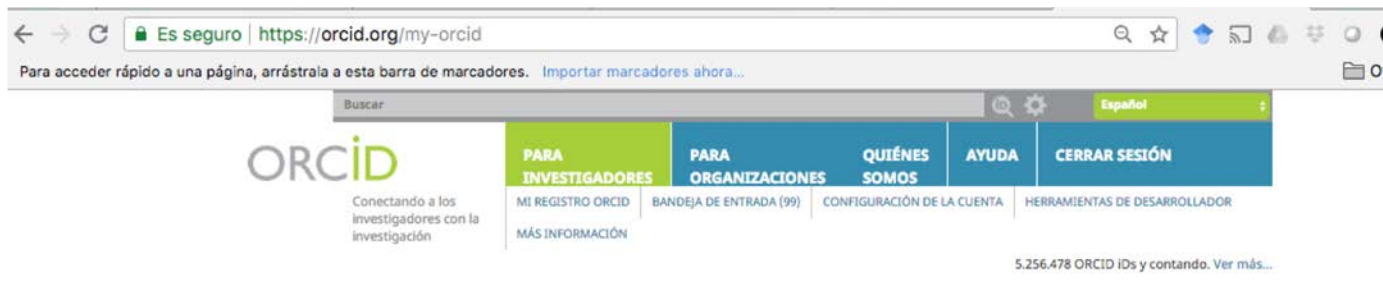 Es seguro | https://orcid.org/my-orcid
Para acceder rápido a una página, arrástrala a esta barra de marcadores. Importar marcadores ahora...
Buscar
iD
Español
ORCiD
PARA INVESTIGADORES
PARA ORGANIZACIONES
QUIÉNES SOMOS
AYUDA
CERRAR SESIÓN
Conectando a los
investigadores con la
investigación
MI REGISTRO ORCID
BANDEJA DE ENTRADA (99)
CONFIGURACIÓN DE LA CUENTA
HERRAMIENTAS DE DESARROLLADOR
MÁS INFORMACIÓN
5.256.478 ORCID iDs y contando. Ver más...